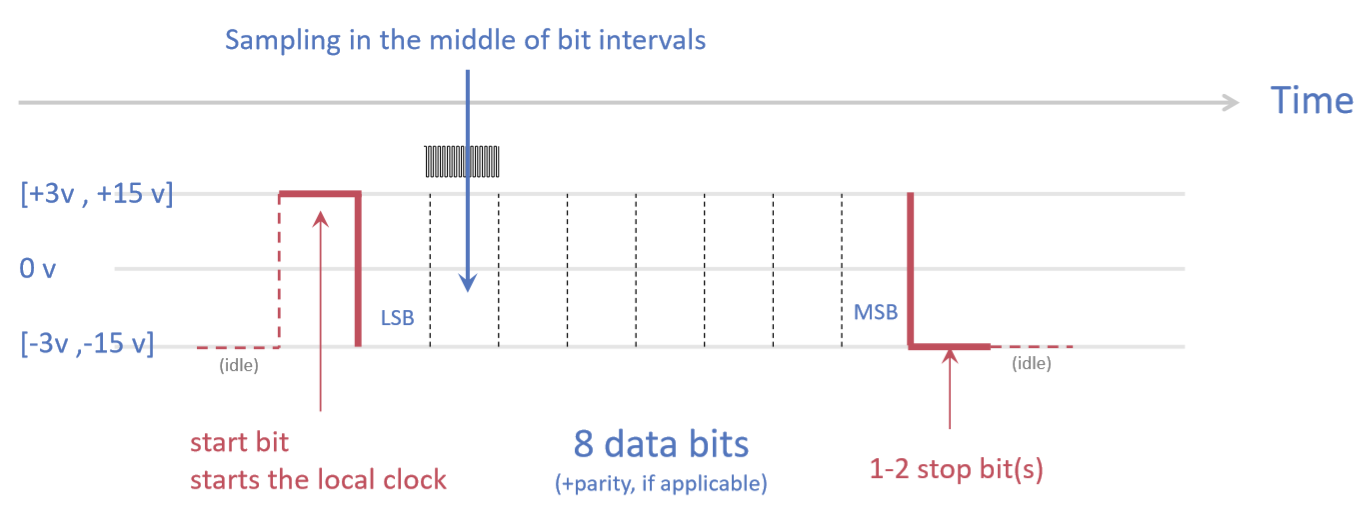 Sampling in the middle of bit intervals
Time
[+3v , +15 v]
0 v
LSB
MSB
[-3v ,-15 v]
(idle)
(idle)
start bit
starts the local clock
8 data bits
(+parity, if applicable)
1-2 stop bit(s)